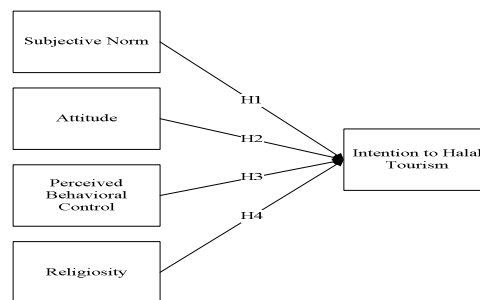 Subjective Norm
H1
Attitude
H2
Intention to Halal
Tourism
Perceived
Behavioral
Control
H3
H4
Religiosity